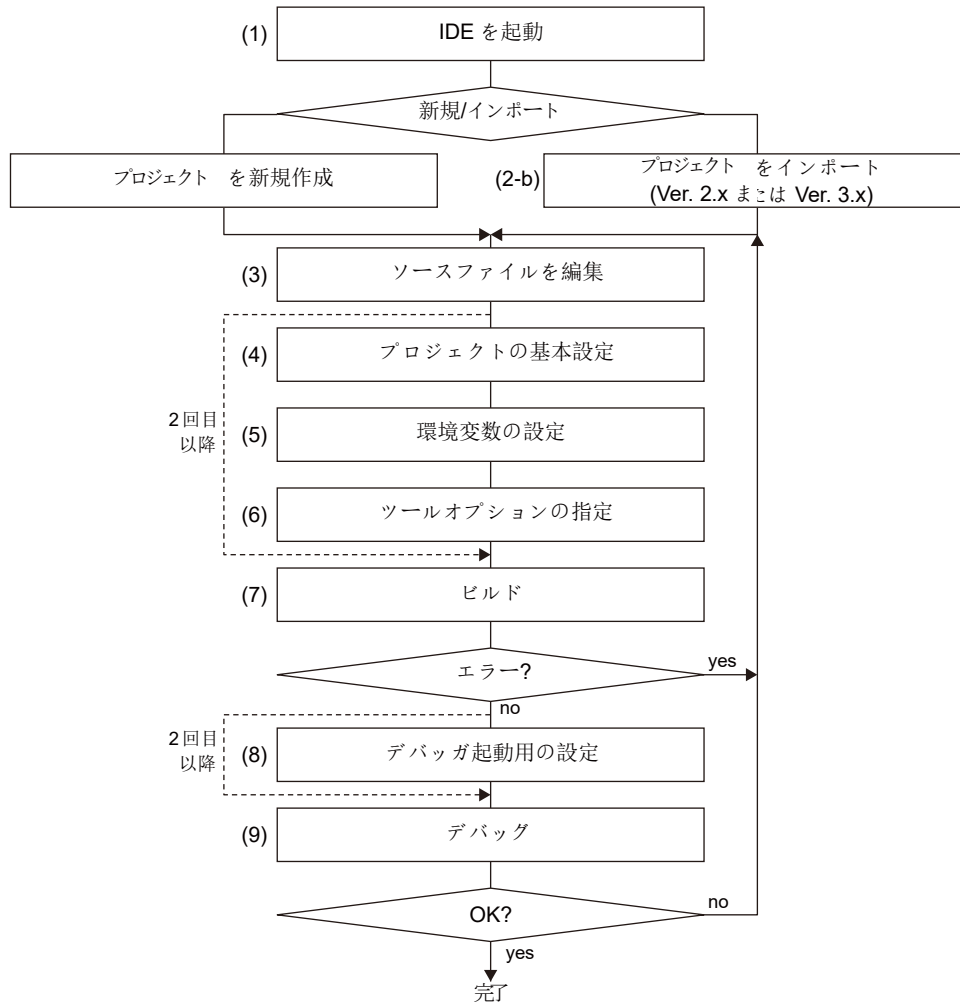 (1)
IDE を起動
新規/インポート
プロジェクト を新規作成
(2-b)
プロジェクト をインポート
(Ver. 2.x または Ver. 3.x)
(3)
ソースファイルを編集
(4)
プロジェクトの基本設定
2回目
以降
(5)
環境変数の設定
(6)
ツールオプションの指定
(7)
ビルド
エラー?
yes
no
2回目
以降
(8)
デバッガ起動用の設定
(9)
デバッグ
OK?
no
yes
完了